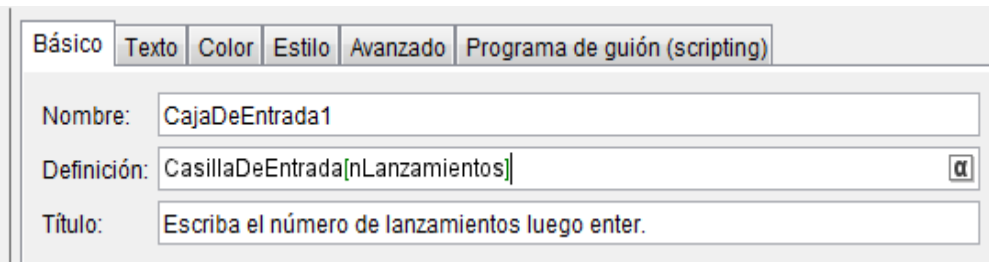 Básico Texto Color Estilo Avanzado Programa de guión (scripting)
Nombre: CajaDeEntrada1
Definición: CasillaDeEntrada[nLanzamientos] α
Título: Escriba el número de lanzamientos luego enter.